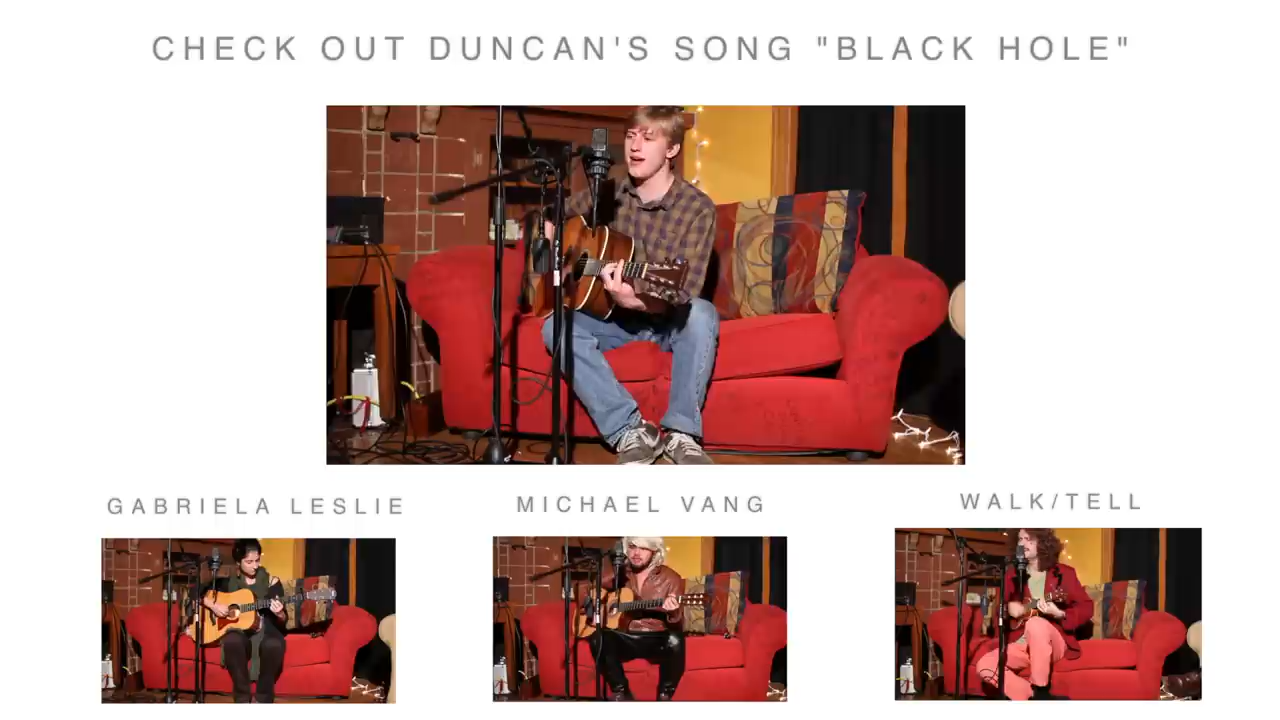 CHECK OUT DUNCAN'S SONG "BLACK HOLE"
GABRIELA LESLIE
MICHAEL VANG
WALK/TELL